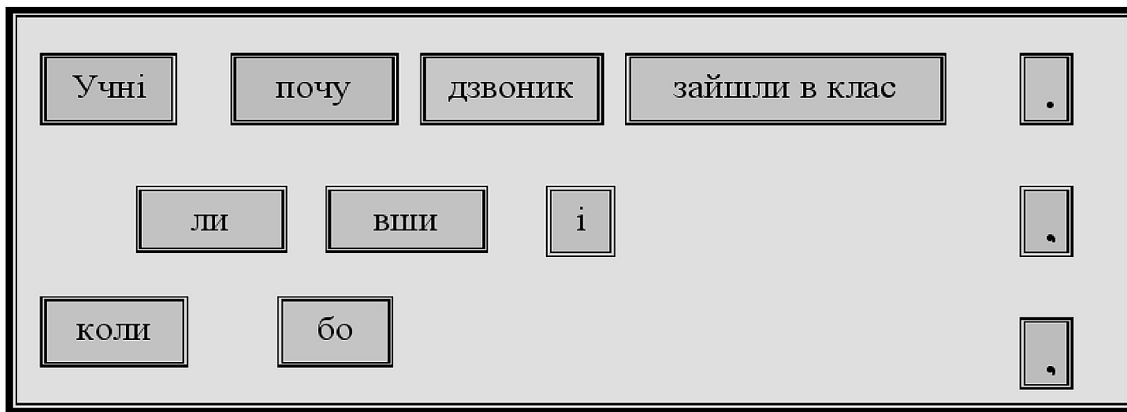 Учні почу дзвоник зайшли в клас .
ли вши і ,
коли бо ,